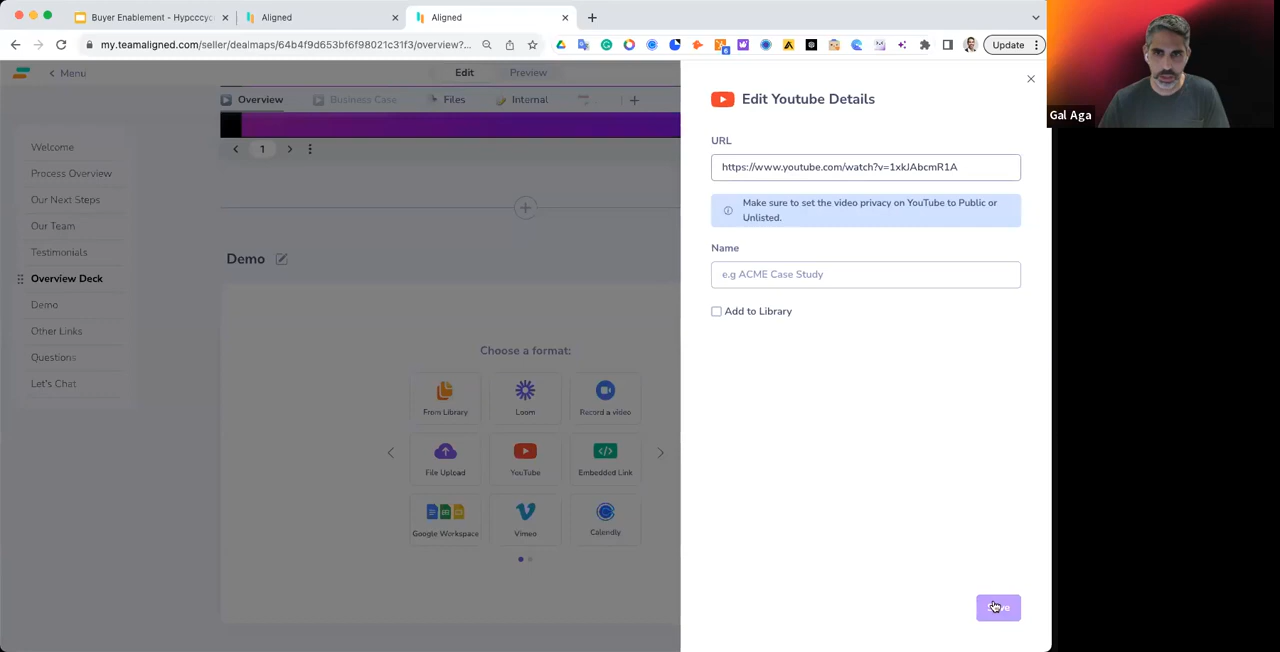 Buyer Enablement - Hypcccyc
Aligned
Aligned
my.teamaligned.com/seller/dealmaps/64b4f9d653bf6f98021c31f3/overview?...
Update
Gal Aga
Menu
Edit
Preview
Overview
Business Case
Files
Internal
1
Welcome
Process Overview
Our Next Steps
Our Team
Testimonials
Overview Deck
Demo
Other Links
Questions
Let's Chat
Demo
Choose a format:
From Library
Loom
Record a video
File Upload
YouTube
Embedded Link
Google Workspace
Vimeo
Calendly
Edit Youtube Details
URL
https://www.youtube.com/watch?v=1xkJAbcmR1A
Make sure to set the video privacy on YouTube to Public or
Unlisted.
Name
e.g ACME Case Study
Add to Library
Save